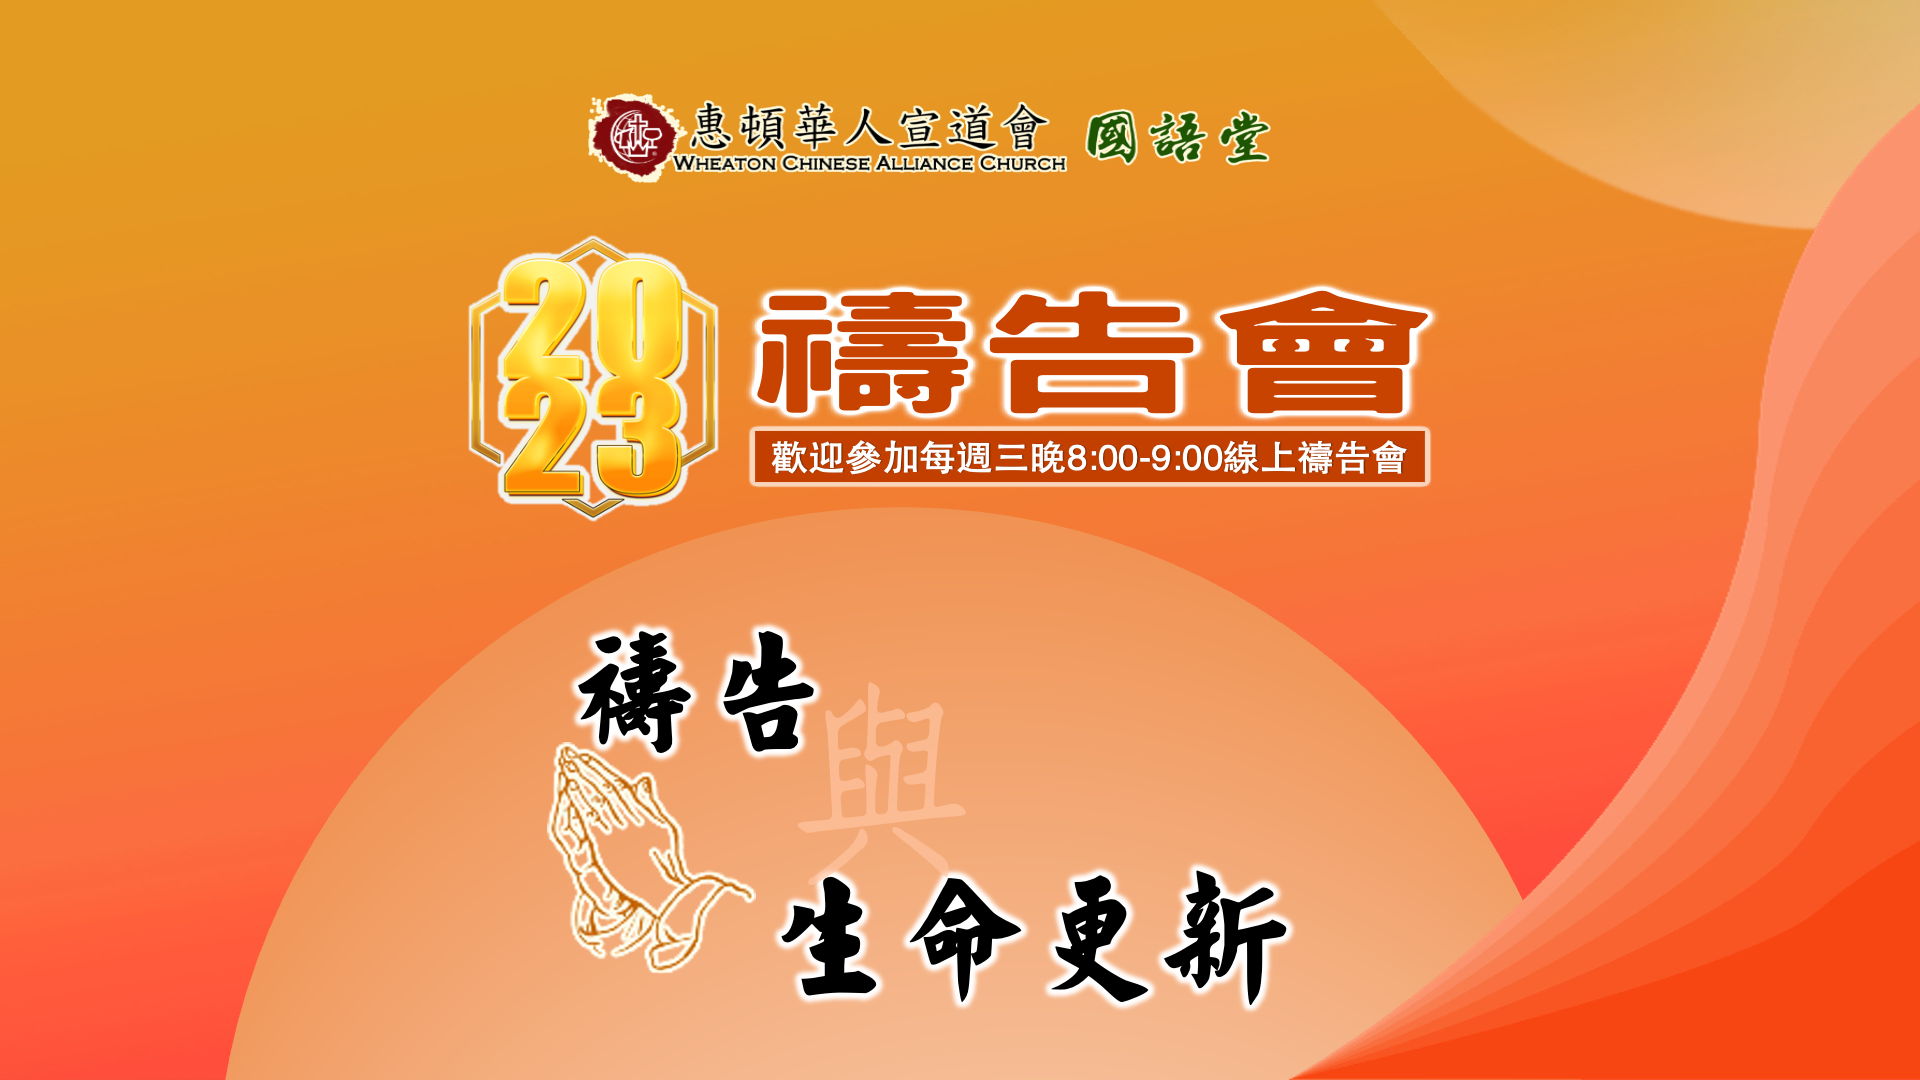 惠頓華人宣道會 國語堂
WHEATON CHINESE ALLIANCE CHURCH
2023
禱告會
歡迎參加每週三晚8:00-9:00線上禱告會
禱告
與
生命更新